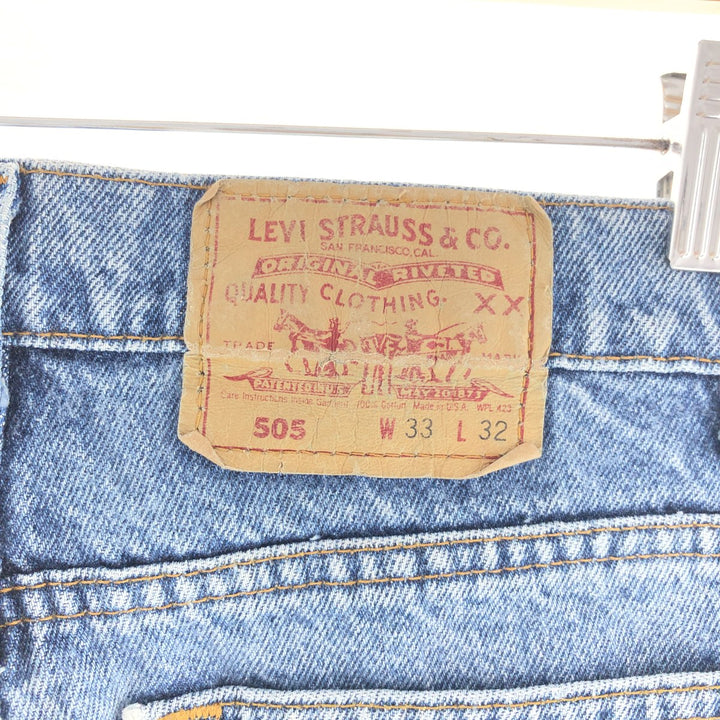 LEVI STRAUSS & CO.
SAN FRANCISCO, CAL.
ORIGINAL RIVETED
QUALITY CLOTHING. XX
TRADE MARK
PATENTED IN U.S. MAY 20 1873
Care Instructions Inside Garment 100% Cotton Made in U.S.A. WPL 423
505 W 33 L 32